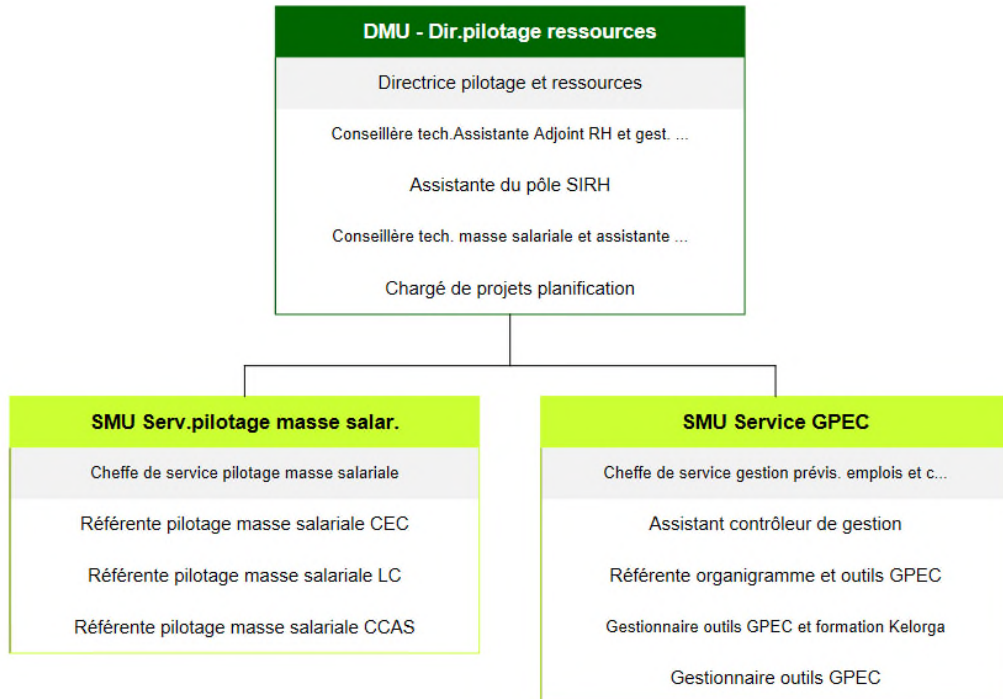 DMU - Dir.pilotage ressources
Directrice pilotage et ressources
Conseillère tech.Assistante Adjoint RH et gest. ...
Assistante du pôle SIRH
Conseillère tech. masse salariale et assistante ...
Chargé de projets planification
SMU Serv.pilotage masse salar.
Cheffe de service pilotage masse salariale
Référente pilotage masse salariale CEC
Référente pilotage masse salariale LC
Référente pilotage masse salariale CCAS
SMU Service GPEC
Cheffe de service gestion prévis. emplois et c...
Assistant contrôleur de gestion
Référente organigramme et outils GPEC
Gestionnaire outils GPEC et formation Kelorga
Gestionnaire outils GPEC